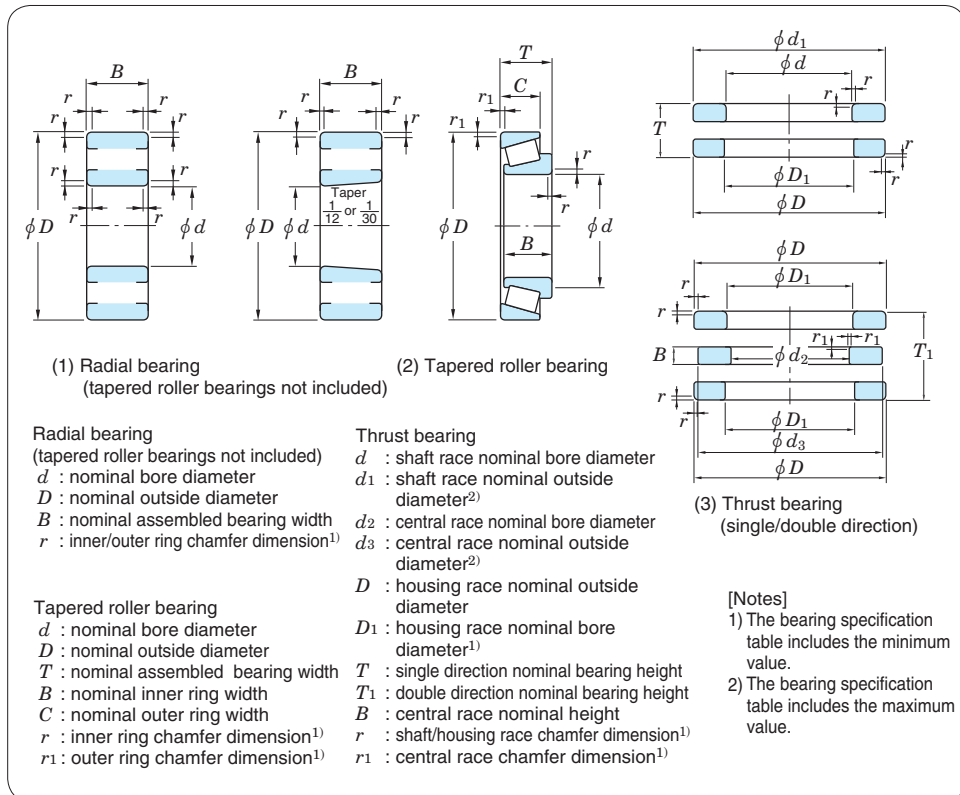 B
r r
r r
r r
r r
φD φd
B
r r
r r
Taper
1/12 or 1/30
φD φd
T
C
r1
r1
r
r
φD φd
B
φd1
φd
r
r
T
r
r
φD1
φD
φD
φD1
r
r
r1 r1
B φd2 T1
r
r
φD1
φd3
φD
(1) Radial bearing
(tapered roller bearings not included)
(2) Tapered roller bearing
(3) Thrust bearing
(single/double direction)
Radial bearing
(tapered roller bearings not included)
d : nominal bore diameter
D : nominal outside diameter
B : nominal assembled bearing width
r : inner/outer ring chamfer dimension1)
Tapered roller bearing
d : nominal bore diameter
D : nominal outside diameter
T : nominal assembled bearing width
B : nominal inner ring width
C : nominal outer ring width
r : inner ring chamfer dimension1)
r1 : outer ring chamfer dimension1)
Thrust bearing
d : shaft race nominal bore diameter
d1 : shaft race nominal outside
diameter2)
d2 : central race nominal bore diameter
d3 : central race nominal outside
diameter2)
D : housing race nominal outside
diameter
D1 : housing race nominal bore
diameter1)
T : single direction nominal bearing height
T1 : double direction nominal bearing height
B : central race nominal height
r : shaft/housing race chamfer dimension1)
r1 : central race chamfer dimension1)
[Notes]
1) The bearing specification
table includes the minimum
value.
2) The bearing specification
table includes the maximum
value.